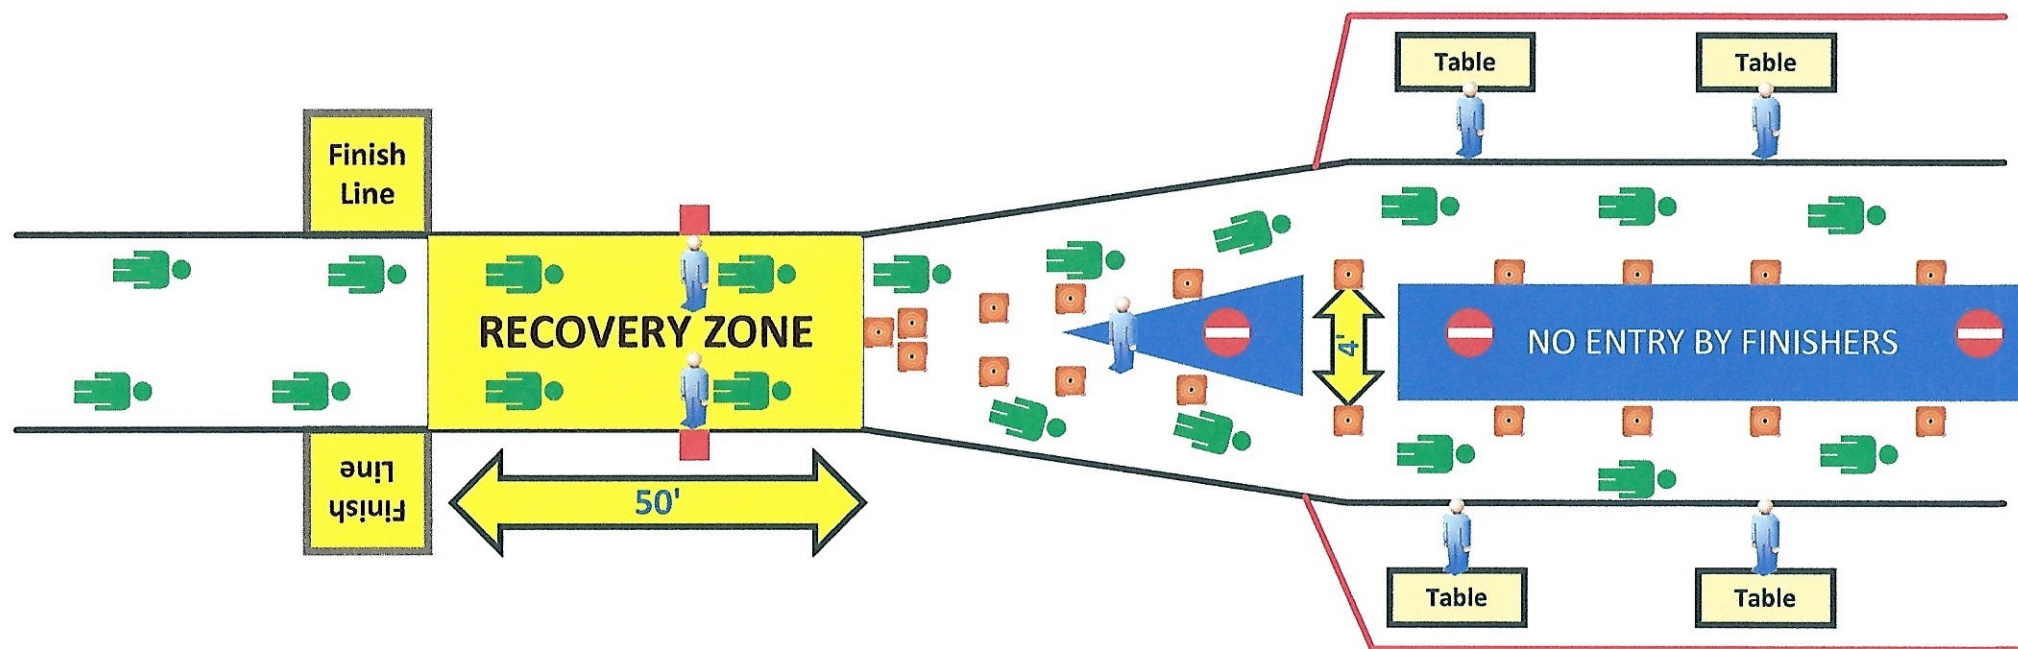 Table
Table
Finish
Line
RECOVERY ZONE
4'
NO ENTRY BY FINISHERS
Finish
Line
50'
Table
Table